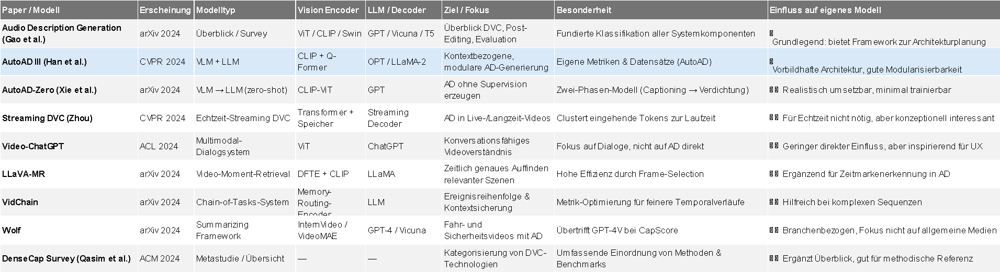 Paper / Modell Erscheinung Modelltyp Vision Encoder LLM / Decoder Ziel / Fokus Besonderheit Einfluss auf eigenes Modell
Audio Description Generation
(Gao et al.)
arXiv 2024
Überblick / Survey
ViT / CLIP / Swin
GPT / Vicuna / T5
Überblick DVC, Post-
Editing, Evaluation
Fundierte Klassifikation aller Systemkomponenten
Grundlegend: bietet Framework zur Architekturplanung
AutoAD III (Han et al.)
CVPR 2024
VLM + LLM
CLIP + Q-
Former
OPT / LLaMA-2
Kontextbezogene,
modulare AD-Generierung
Eigene Metriken & Datensätze (AutoAD)
Vorbildhafte Architektur, gute Modularisierbarkeit
AutoAD-Zero (Xie et al.)
arXiv 2024
VLM → LLM (zero-shot)
CLIP-ViT
GPT
AD ohne Supervision
erzeugen
Zwei-Phasen-Modell (Captioning → Verdichtung)
Realistisch umsetzbar, minimal trainierbar
Streaming DVC (Zhou)
CVPR 2024
Echtzeit-Streaming DVC
Transformer +
Speicher
Streaming
Decoder
AD in Live-/Langzeit-Videos
Clustert eingehende Tokens zur Laufzeit
Für Echtzeit nicht nötig, aber konzeptionell interessant
Video-ChatGPT
ACL 2024
Multimodal-
Dialogsystem
ViT
ChatGPT
Konversationsfähiges
Videoverständnis
Fokus auf Dialoge, nicht auf AD direkt
Geringer direkter Einfluss, aber inspirierend für UX
LLaVA-MR
arXiv 2024
Video-Moment-Retrieval
DFTE + CLIP
LLaMA
Zeitlich genaues Auffinden
relevanter Szenen
Hohe Effizienz durch Frame-Selection
Ergänzend für Zeitmarkenerkennung in AD
VidChain
arXiv 2024
Chain-of-Tasks-System
Memory-
Routing-
Encoder
LLM
Ereignisreihenfolge &
Kontextsicherung
Metrik-Optimierung für feinere Temporalverläufe
Hilfreich bei komplexen Sequenzen
Wolf
arXiv 2024
Summarizing
Framework
InternVideo /
VideoMAE
GPT-4 / Vicuna
Fahr- und
Sicherheitsvideos mit AD
Übertrifft GPT-4V bei CapScore
Branchenbezogen, Fokus nicht auf allgemeine Medien
DenseCap Survey (Qasim et al.)
ACM 2024
Metastudie / Übersicht
—
—
Kategorisierung von DVC-
Technologien
Umfassende Einordnung von Methoden &
Benchmarks
Ergänzt Überblick, gut für methodische Referenz